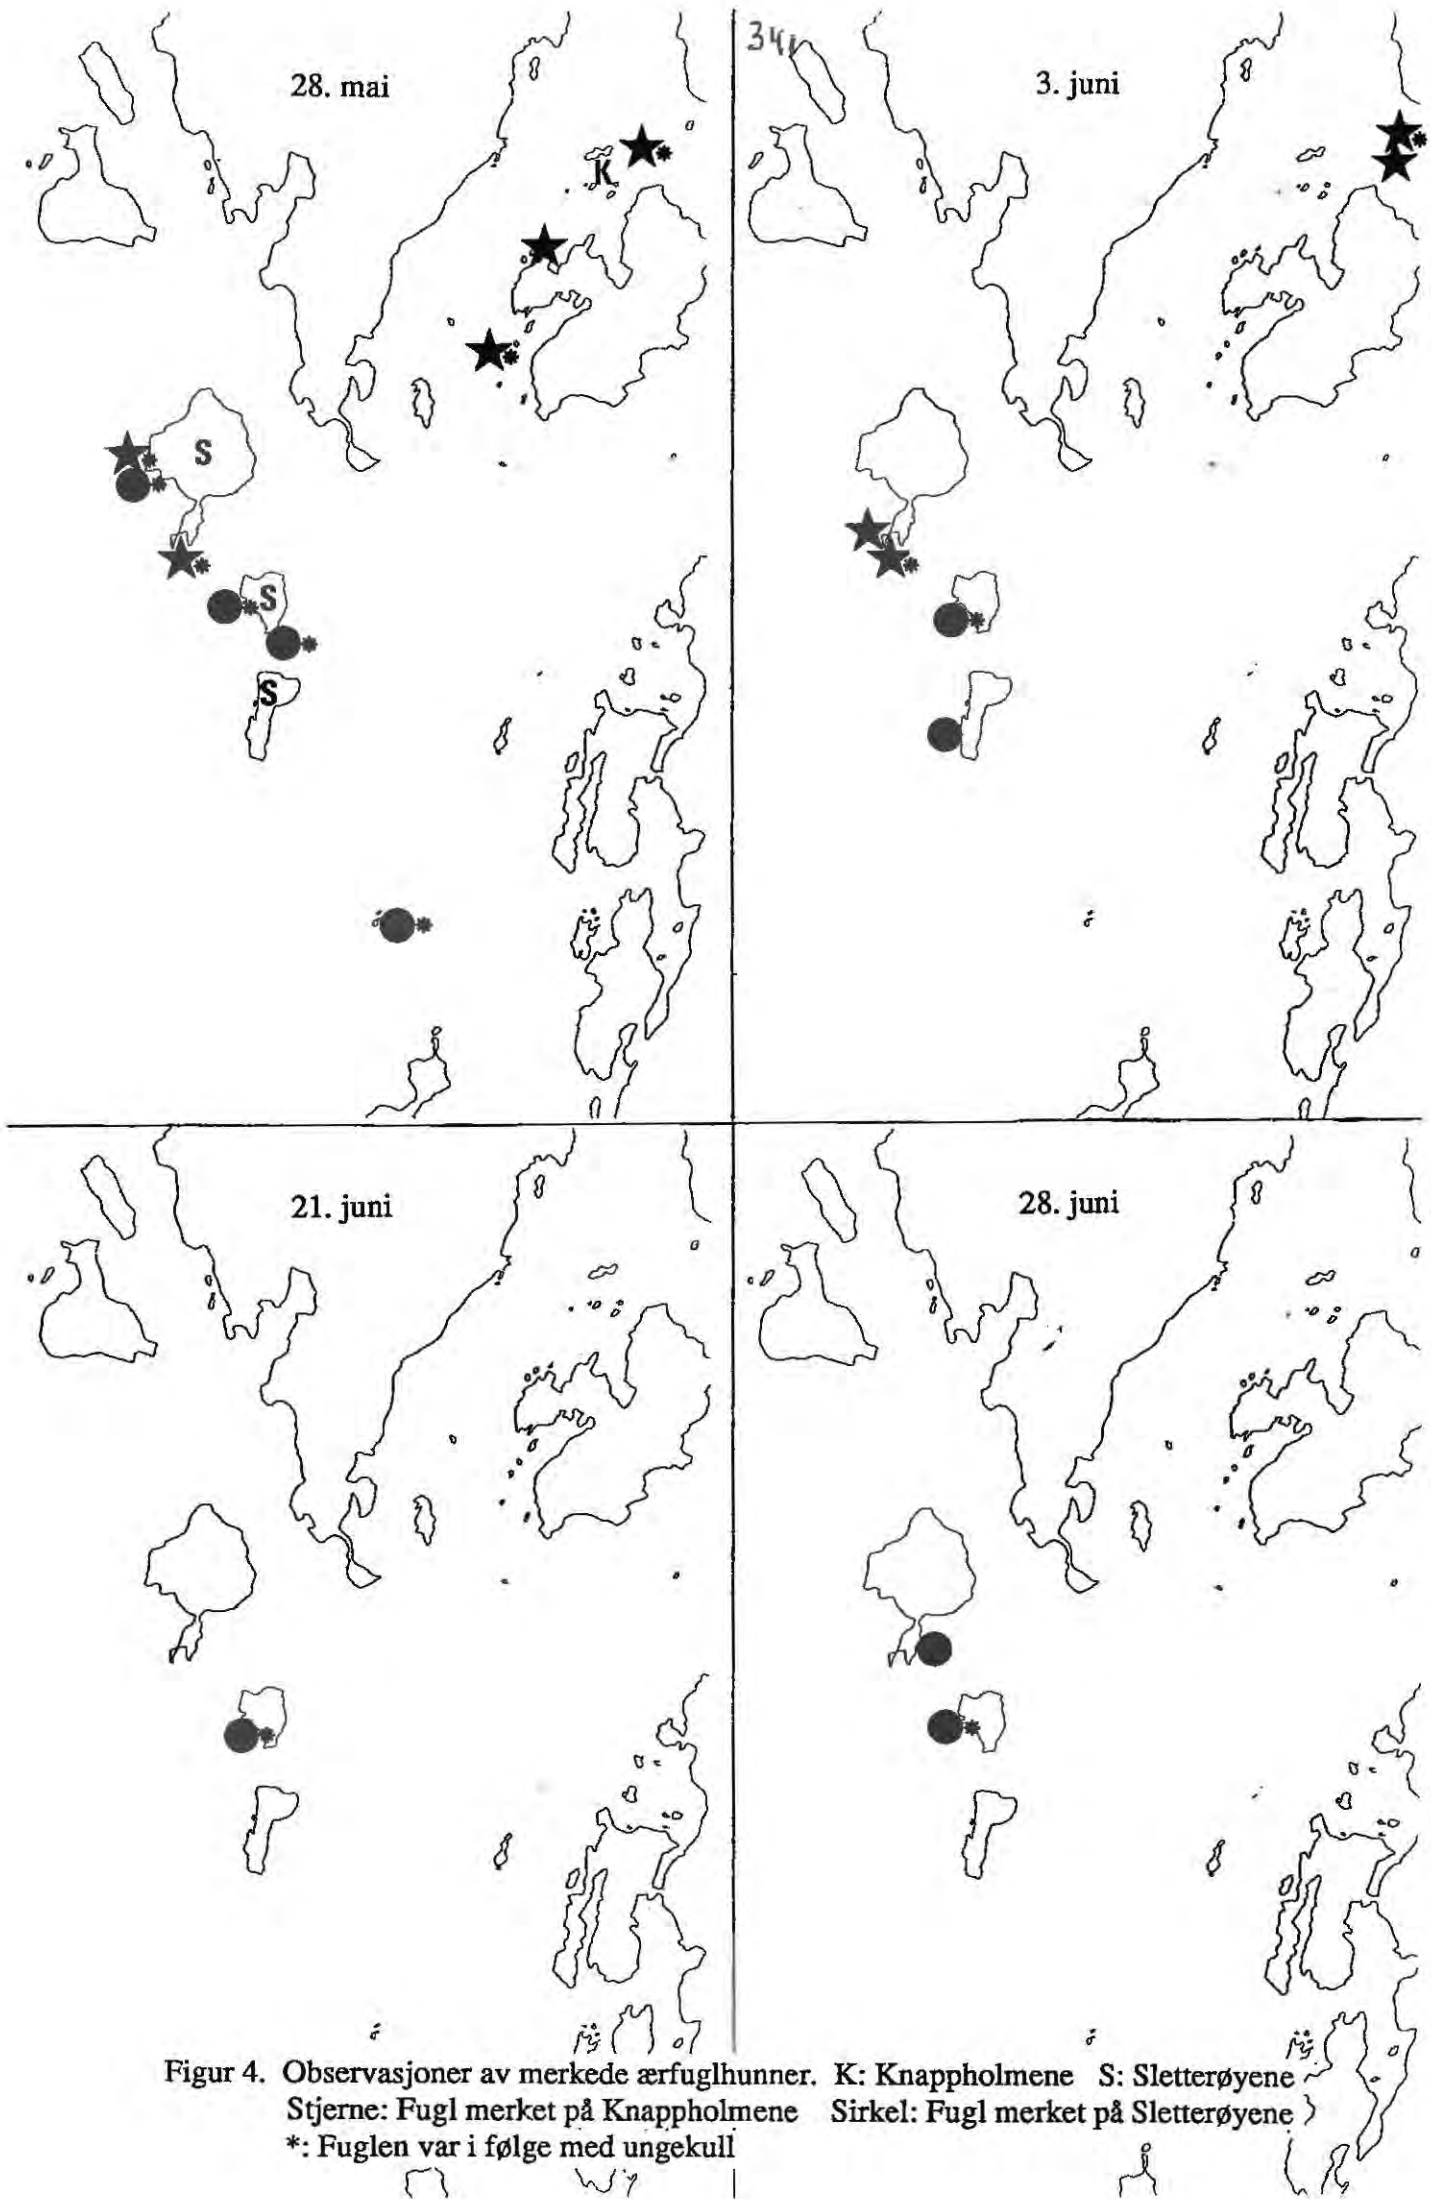 341
28. mai
3. juni
K
S
S
S
21. juni
28. juni
Figur 4. Observasjoner av merkede ærfuglhunner. K: Knappholmene S: Sletterøyene
Stjerne: Fugl merket på Knappholmene Sirkel: Fugl merket på Sletterøyene
*: Fuglen var i følge med ungekull